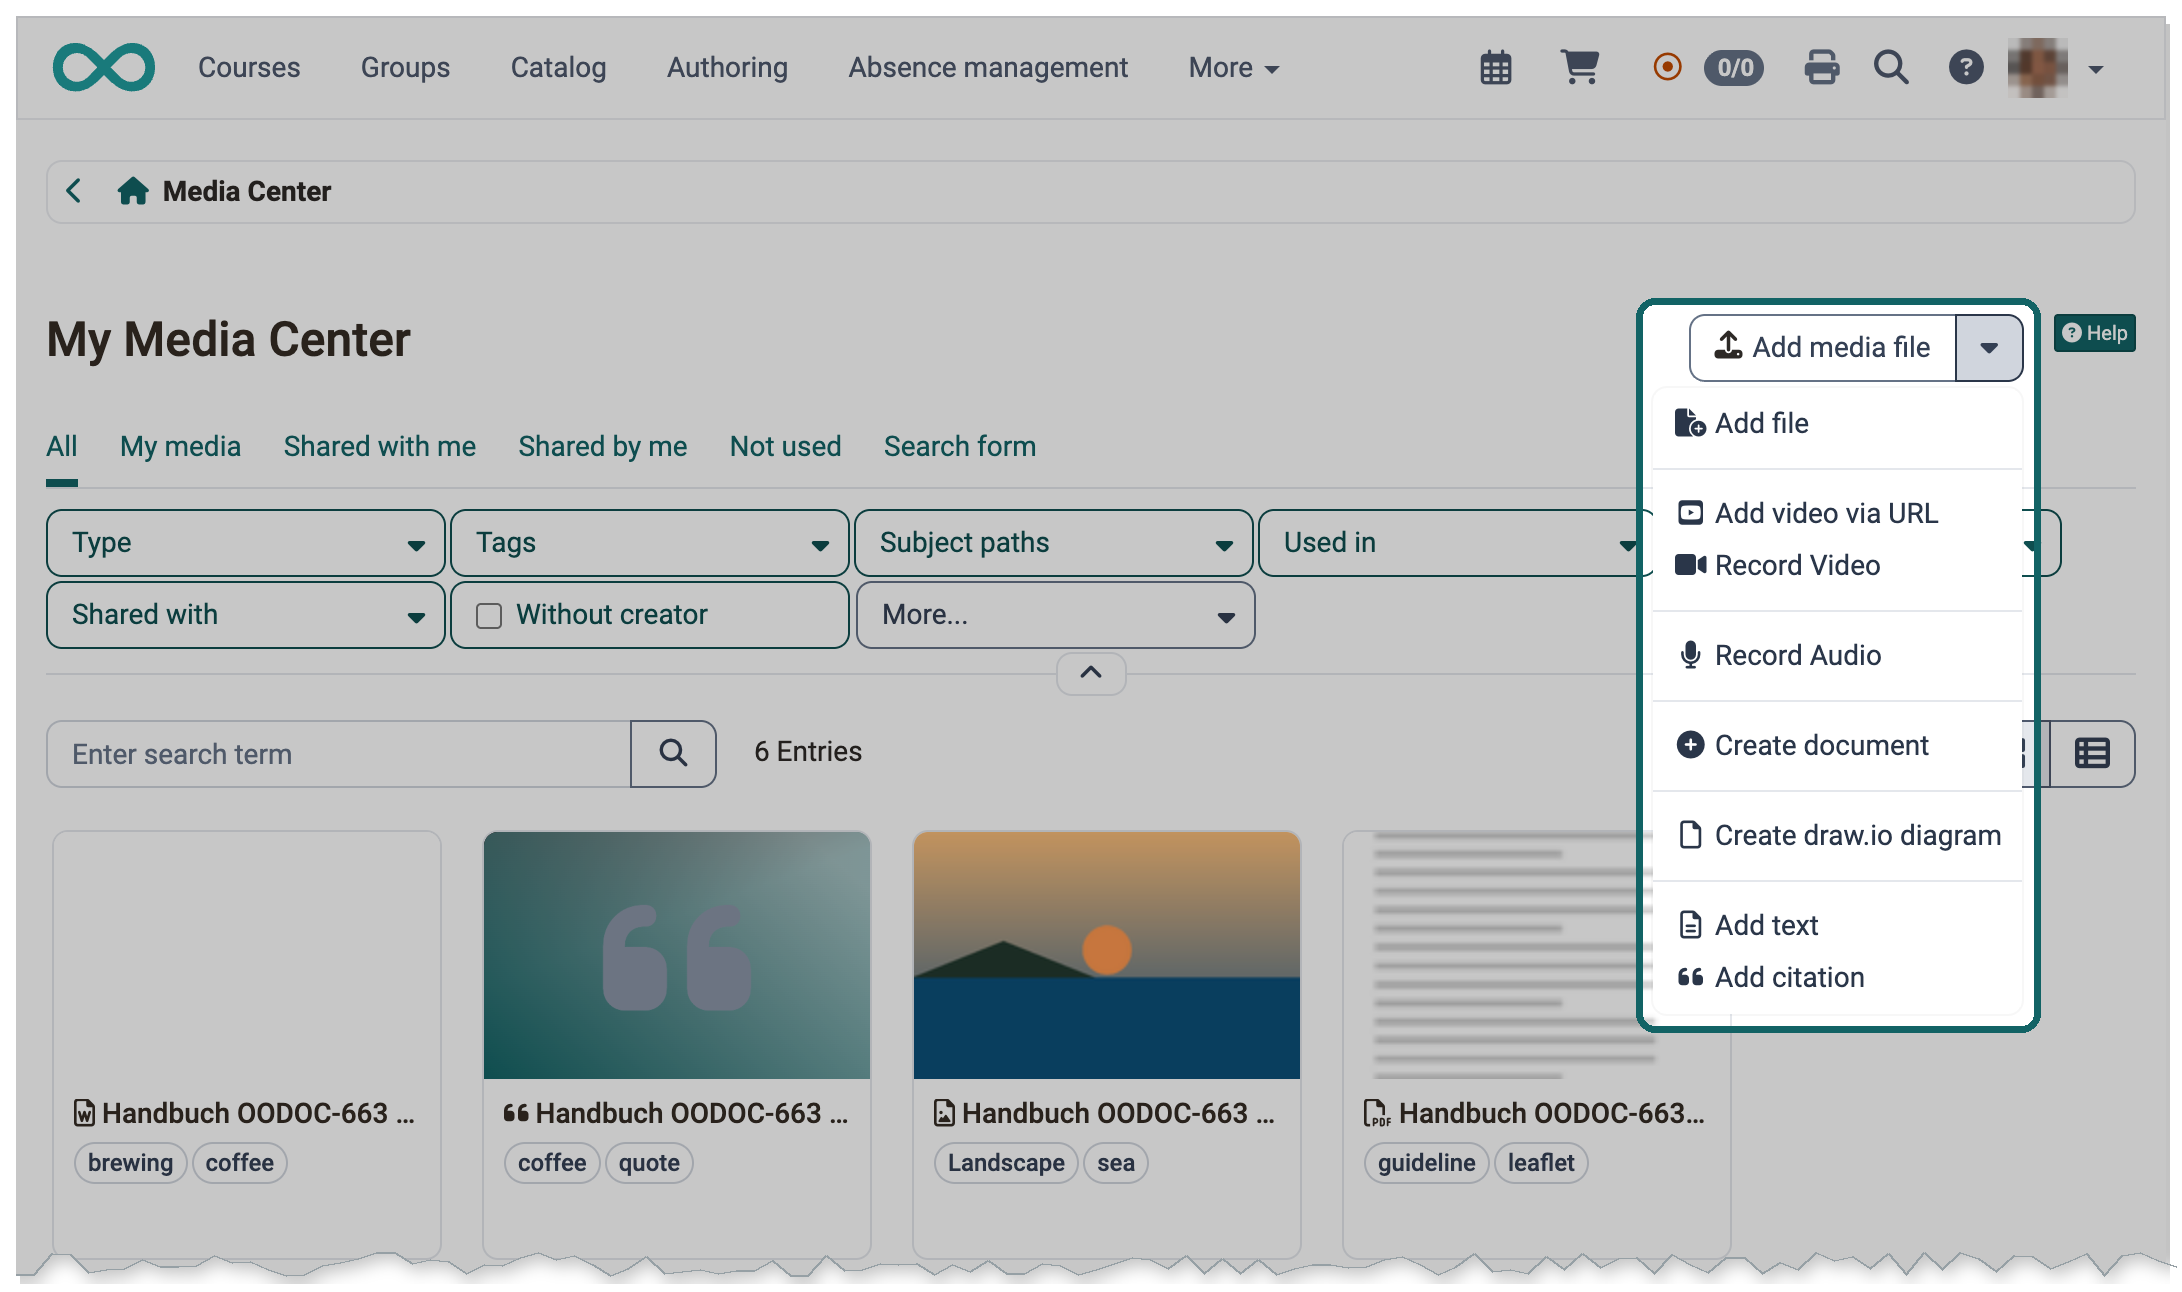 Courses Groups Catalog Authoring Absence management More 0/0
Media Center
My Media Center
Add media file
Help
Add file
All My media Shared with me Shared by me Not used Search form
Add video via URL
Type Tags Subject paths Used in
Record Video
Shared with Without creator More...
Record Audio
Enter search term 6 Entries
Create document
Create draw.io diagram
Add text
Add citation
Handbuch OODOC-663 ...
brewing coffee
Handbuch OODOC-663 ...
coffee quote
Handbuch OODOC-663 ...
Landscape sea
PDF Handbuch OODOC-663...
guideline leaflet